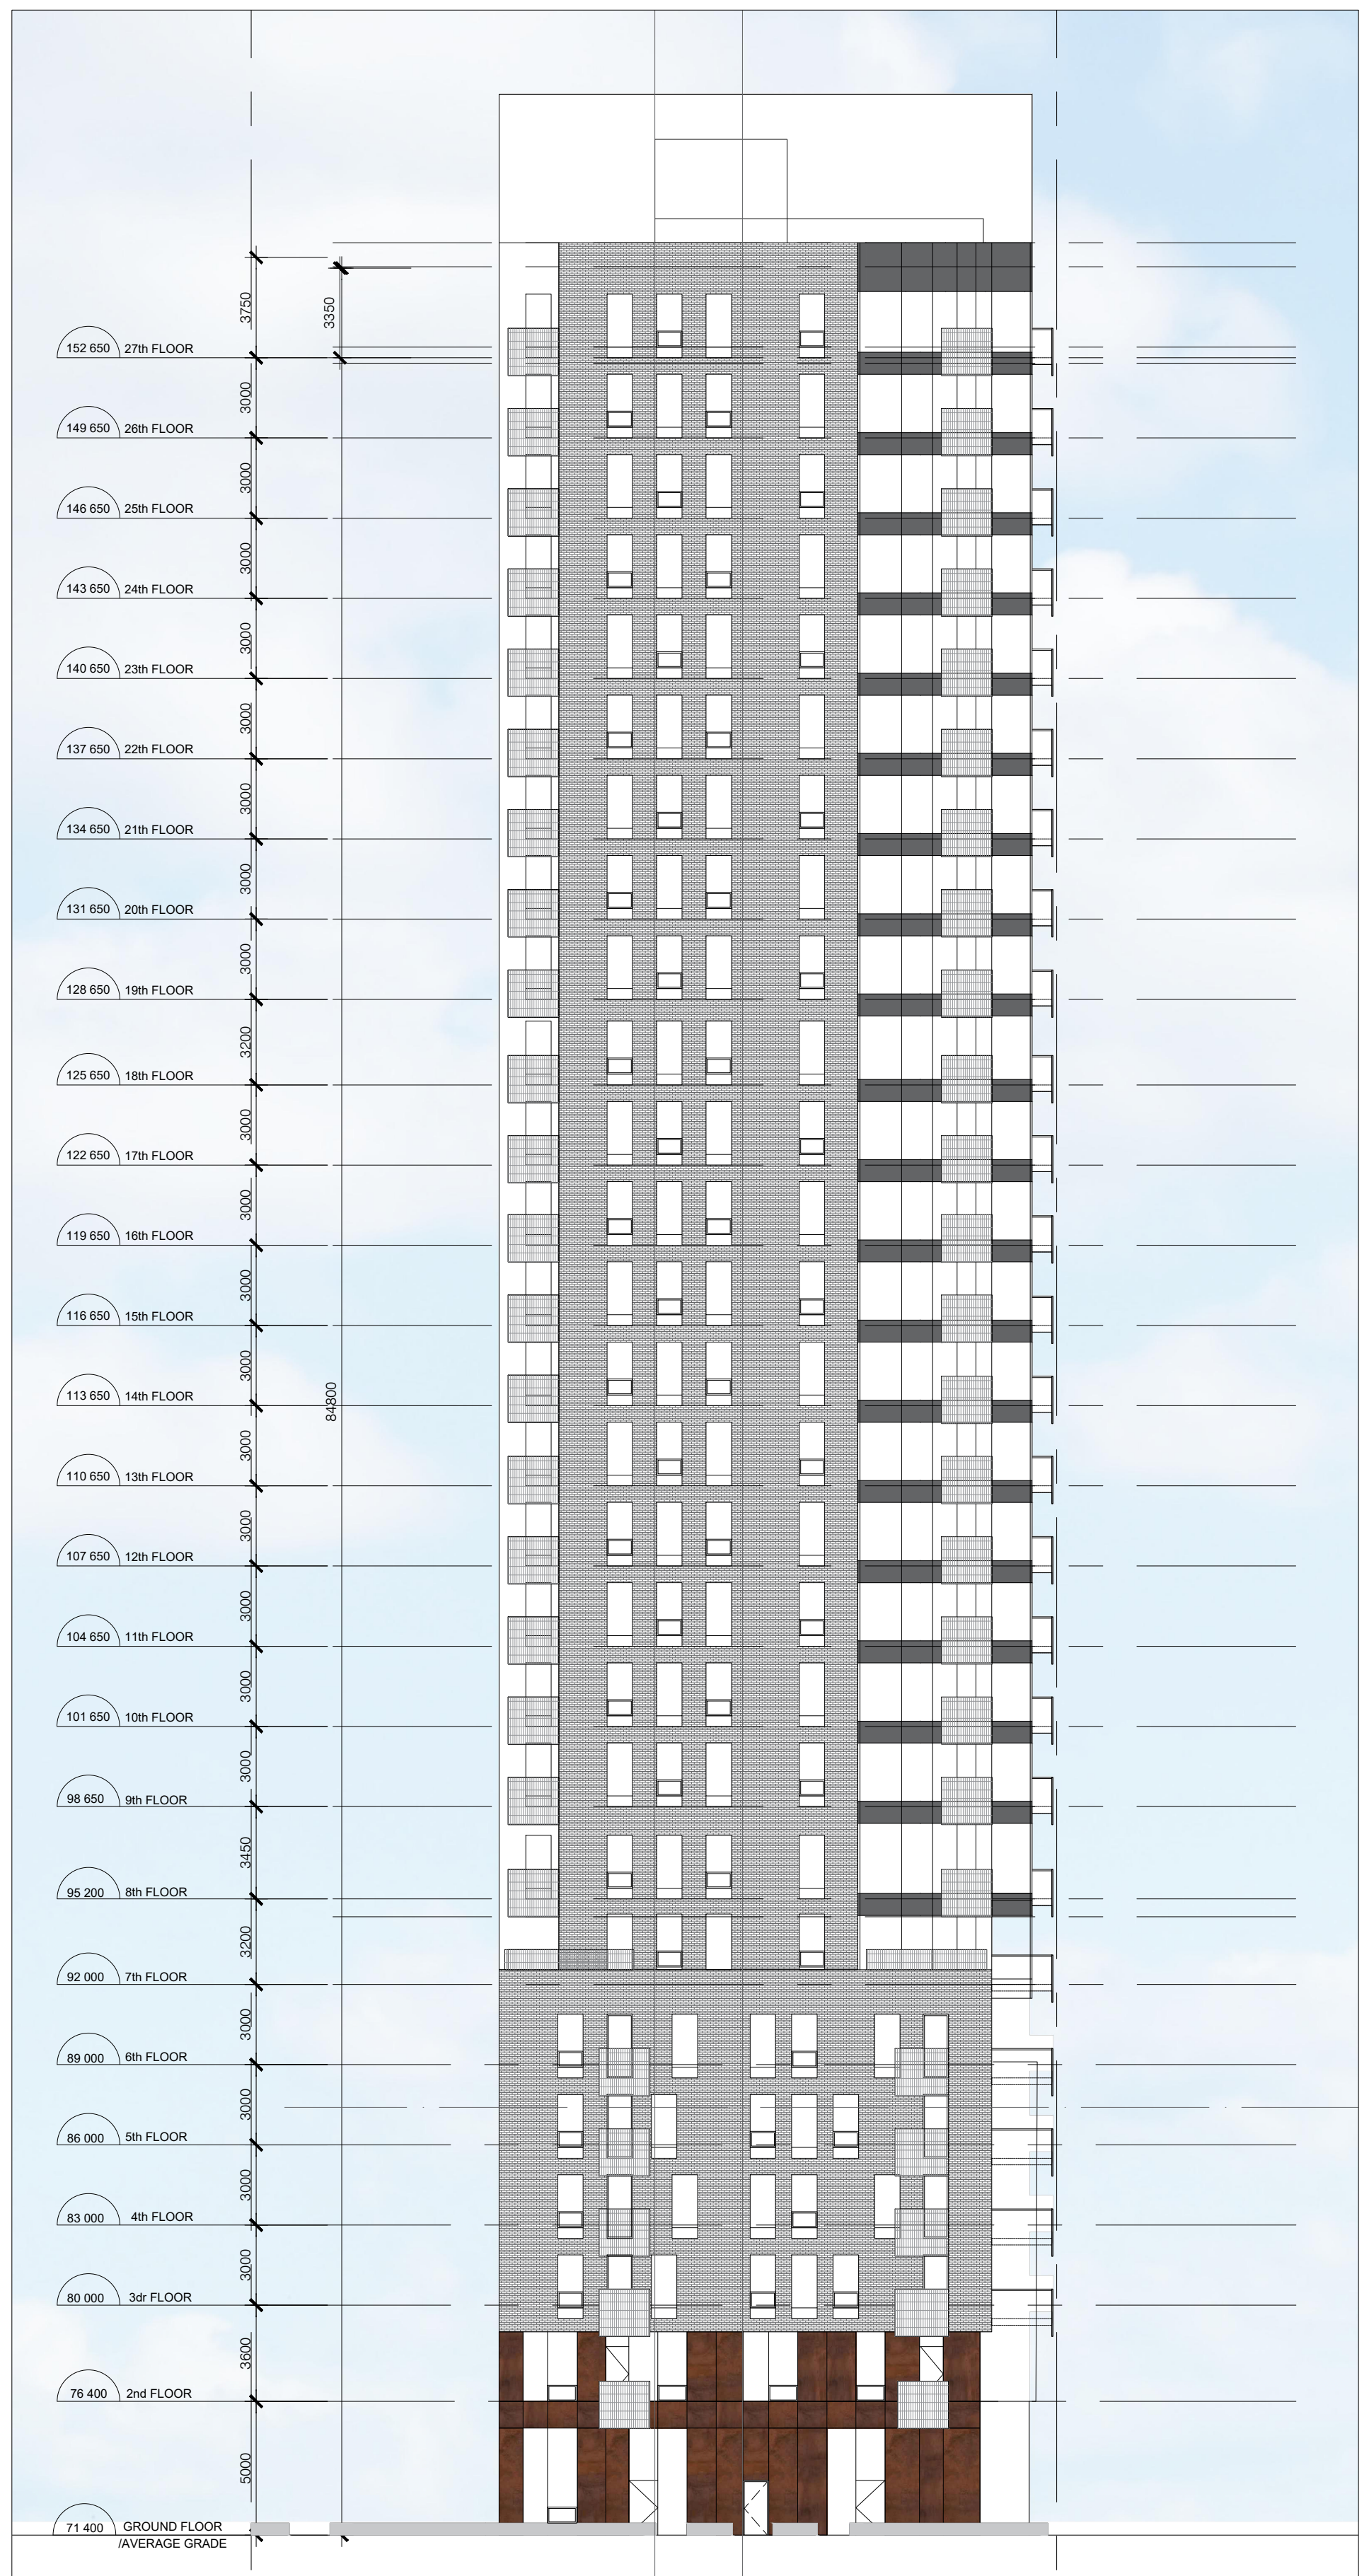 3750
3350
152 650 27th FLOOR
3000
149 650 26th FLOOR
3000
146 650 25th FLOOR
3000
143 650 24th FLOOR
3000
140 650 23th FLOOR
3000
137 650 22th FLOOR
3000
134 650 21th FLOOR
3000
131 650 20th FLOOR
3000
128 650 19th FLOOR
3200
125 650 18th FLOOR
3000
122 650 17th FLOOR
3000
119 650 16th FLOOR
3000
116 650 15th FLOOR
3000
84800
113 650 14th FLOOR
3000
110 650 13th FLOOR
3000
107 650 12th FLOOR
3000
104 650 11th FLOOR
3000
101 650 10th FLOOR
3000
98 650 9th FLOOR
3450
95 200 8th FLOOR
3200
92 000 7th FLOOR
3000
89 000 6th FLOOR
3000
86 000 5th FLOOR
3000
83 000 4th FLOOR
3000
80 000 3dr FLOOR
3600
76 400 2nd FLOOR
5000
71 400 GROUND FLOOR
/AVERAGE GRADE